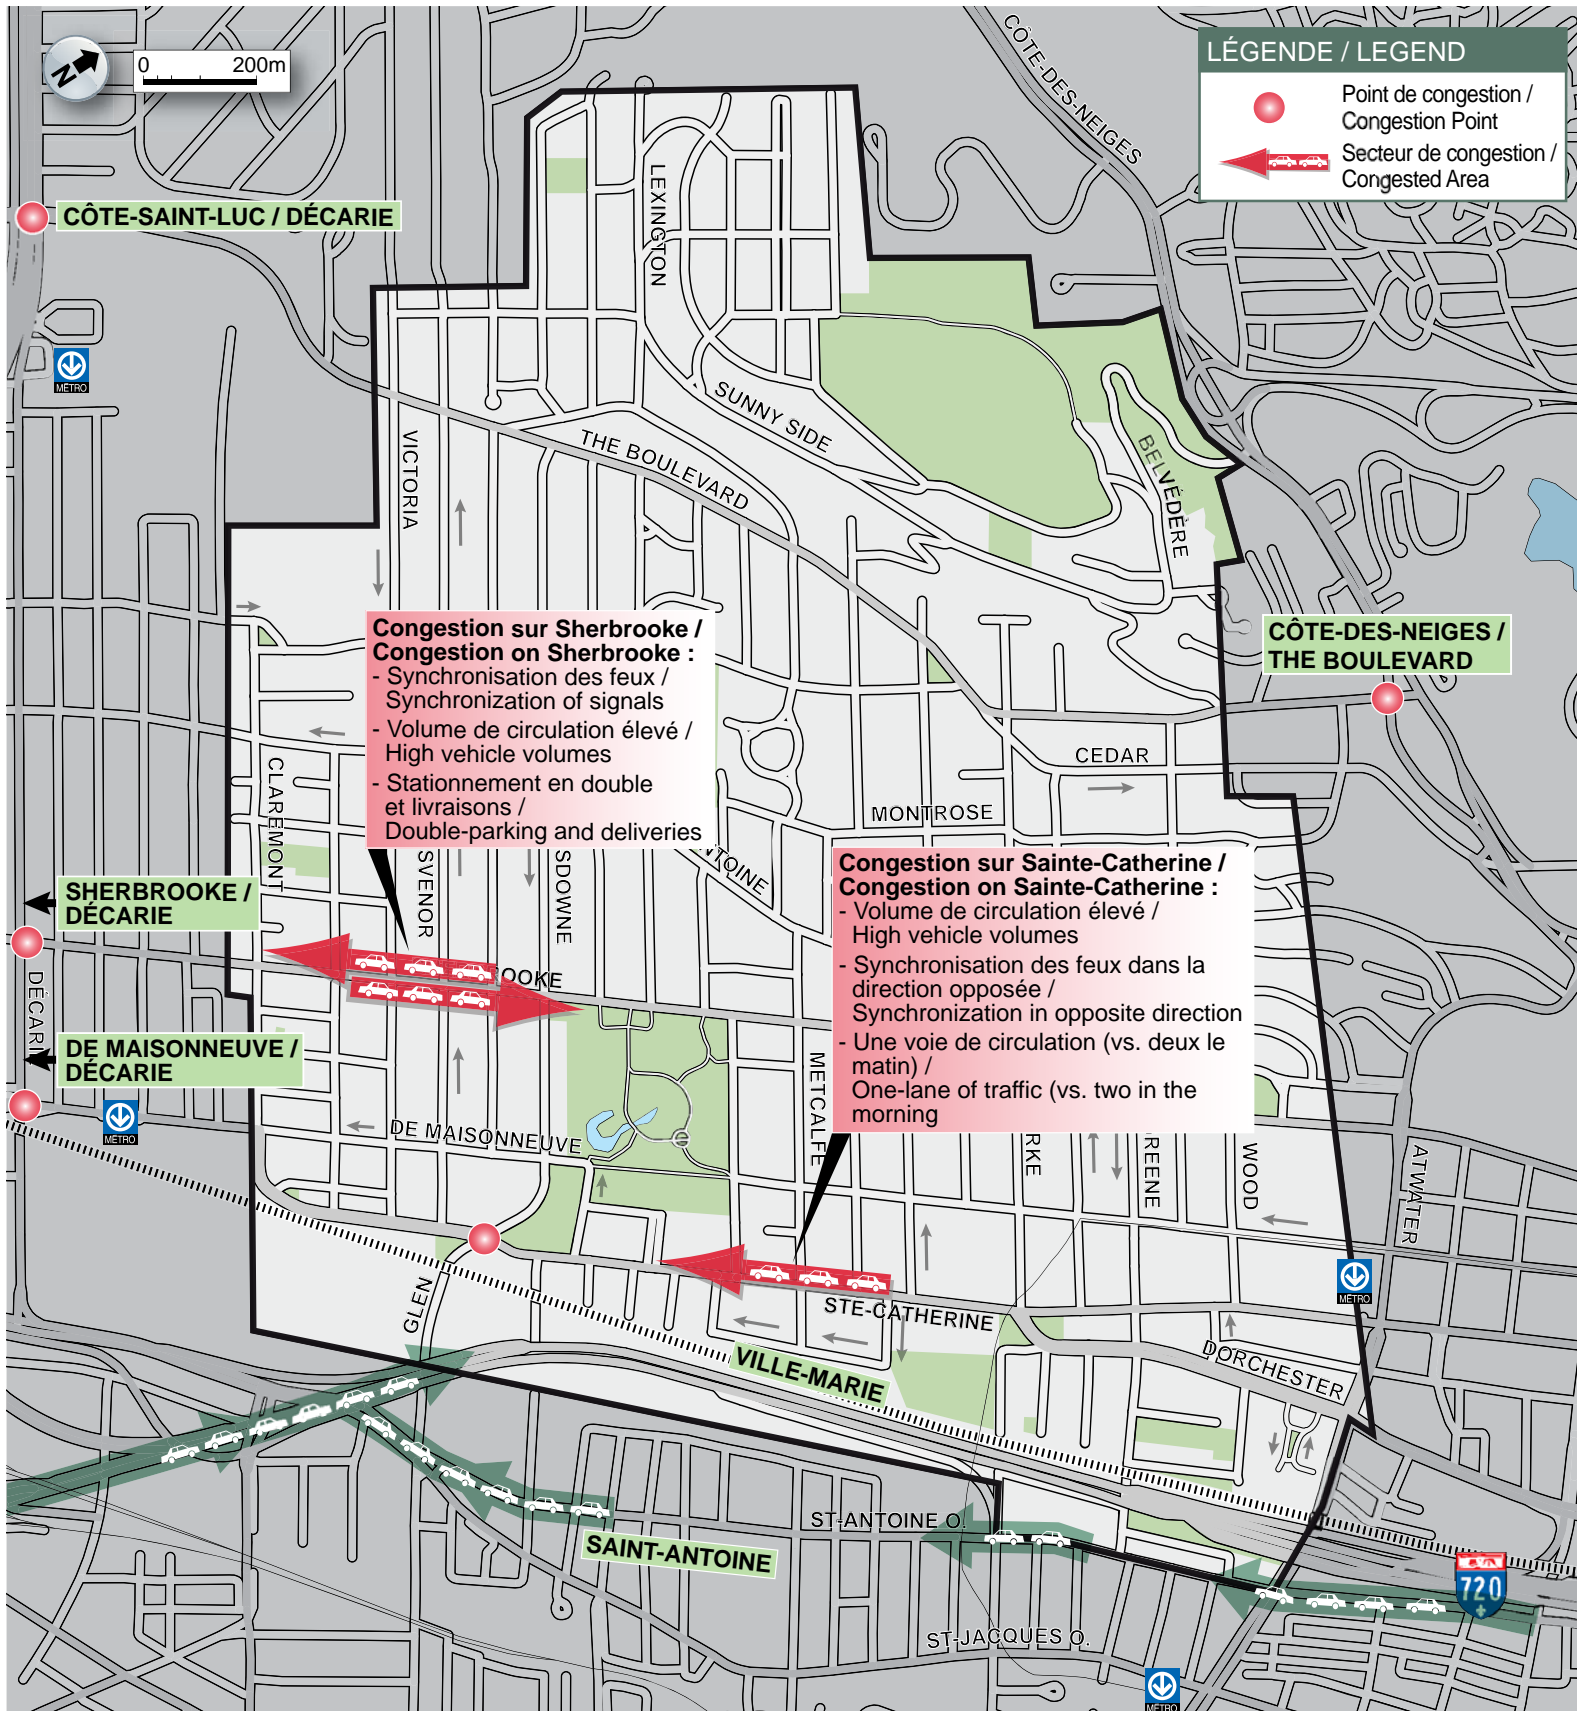 N
0 200m
LÉGENDE / LEGEND
Point de congestion /
Congestion Point
Secteur de congestion /
Congested Area
CÔTE-DES-NEIGES
CÔTE-SAINT-LUC / DÉCARIE
LEXINGTON
MÉTRO
SUNNY SIDE
THE BOULEVARD
VICTORIA
BELVÉDÈRE
Congestion sur Sherbrooke /
Congestion on Sherbrooke :
- Synchronisation des feux /
Synchronization of signals
- Volume de circulation élevé /
High vehicle volumes
- Stationnement en double
et livraisons /
Double-parking and deliveries
CÔTE-DES-NEIGES /
THE BOULEVARD
CEDAR
CLAREMONT
MONTROSE
NTOINE
SVENOR
SDOWNE
Congestion sur Sainte-Catherine /
Congestion on Sainte-Catherine :
- Volume de circulation élevé /
High vehicle volumes
- Synchronisation des feux dans la
direction opposée /
Synchronization in opposite direction
- Une voie de circulation (vs. deux le
matin) /
One-lane of traffic (vs. two in the
morning
SHERBROOKE /
DÉCARIE
OOKE
DÉCARI
DE MAISONNEUVE /
DÉCARIE
MÉTRO
DE MAISONNEUVE
METCALFE
RKE
REENE
WOOD
ATWATER
MÉTRO
GLEN
STE-CATHERINE
DORCHESTER
VILLE-MARIE
ST-ANTOINE O.
SAINT-ANTOINE
720
ST-JACQUES O.
MÉTRO